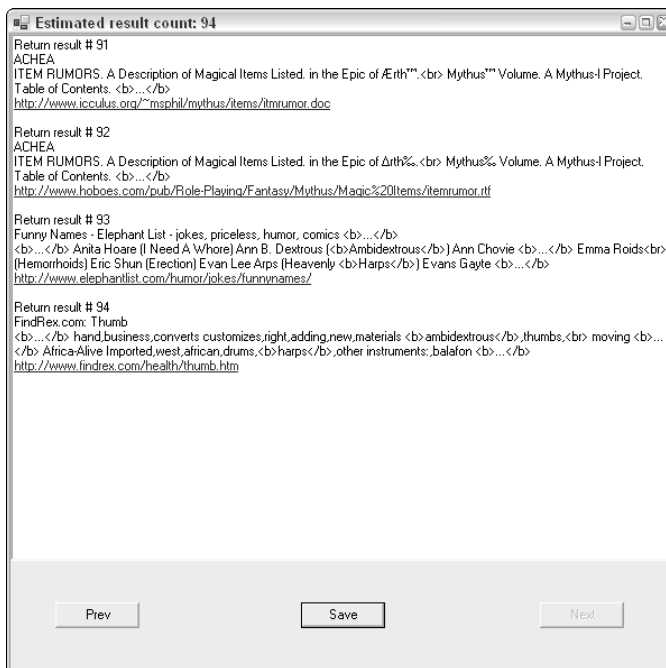 Estimated result count: 94
Return result # 91
ACHEA
ITEM RUMORS. A Description of Magical Items Listed. in the Epic of Ærth™.<br> Mythus™ Volume. A Mythus-I Project.
Table of Contents. <b>...</b>
http://www.icculus.org/~msphil/mythus/items/itmrumor.doc
Return result # 92
ACHEA
ITEM RUMORS. A Description of Magical Items Listed. in the Epic of Δrth‰.<br> Mythus‰ Volume. A Mythus-I Project.
Table of Contents. <b>...</b>
http://www.hoboes.com/pub/Role-Playing/Fantasy/Mythus/Magic%20Items/itemrumor.rtf
Return result # 93
Funny Names - Elephant List - jokes, priceless, humor, comics <b>...</b>
<b>...</b> Anita Hoare (I Need A Whore) Ann B. Dextrous (<b>Ambidextrous</b>) Ann Chovie <b>...</b> Emma Roids<br>
(Hemorrhoids) Eric Shun (Erection) Evan Lee Arps (Heavenly <b>Harps</b>) Evans Gayte <b>...</b>
http://www.elephantlist.com/humor/jokes/funnynames/
Return result # 94
FindRex.com: Thumb
<b>...</b> hand,business,converts customizes,right,adding,new,materials <b>ambidextrous</b>,thumbs,<br> moving <b>...
</b> Africa-Alive Imported,west,african,drums,<b>harps</b>,other instruments:,balafon <b>...</b>
http://www.findrex.com/health/thumb.htm
Prev
Save
Next